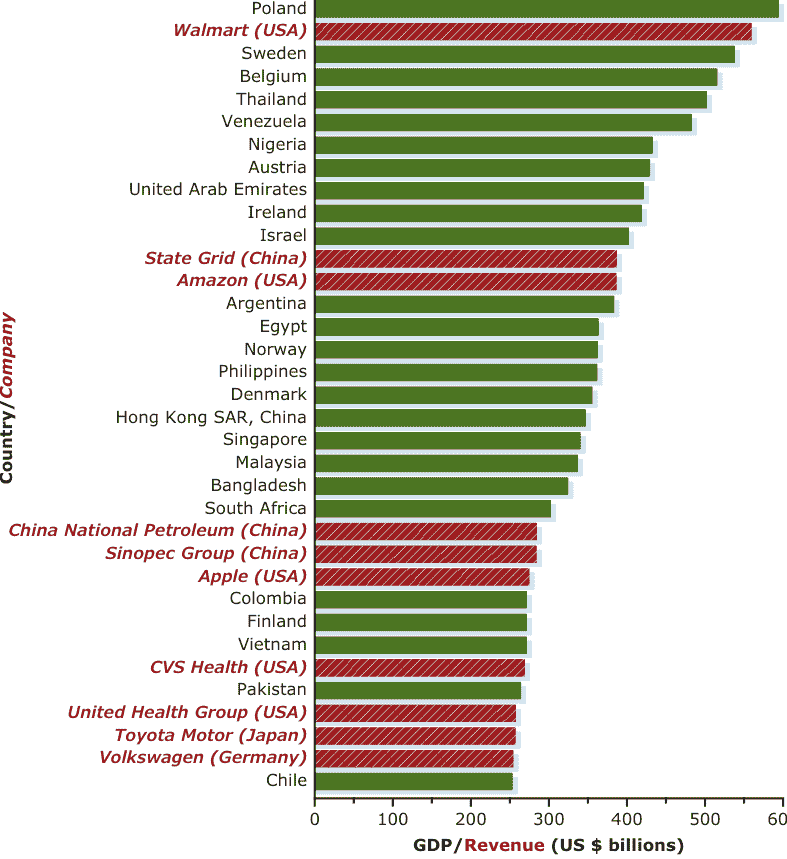 Poland
Walmart (USA)
Sweden
Belgium
Thailand
Venezuela
Nigeria
Austria
United Arab Emirates
Ireland
Israel
State Grid (China)
Amazon (USA)
Argentina
Egypt
Norway
Philippines
Denmark
Hong Kong SAR, China
Singapore
Malaysia
Bangladesh
South Africa
China National Petroleum (China)
Sinopec Group (China)
Apple (USA)
Colombia
Finland
Vietnam
CVS Health (USA)
Pakistan
United Health Group (USA)
Toyota Motor (Japan)
Volkswagen (Germany)
Chile
Country/Company
0 100 200 300 400 500 60
GDP/Revenue (US $ billions)